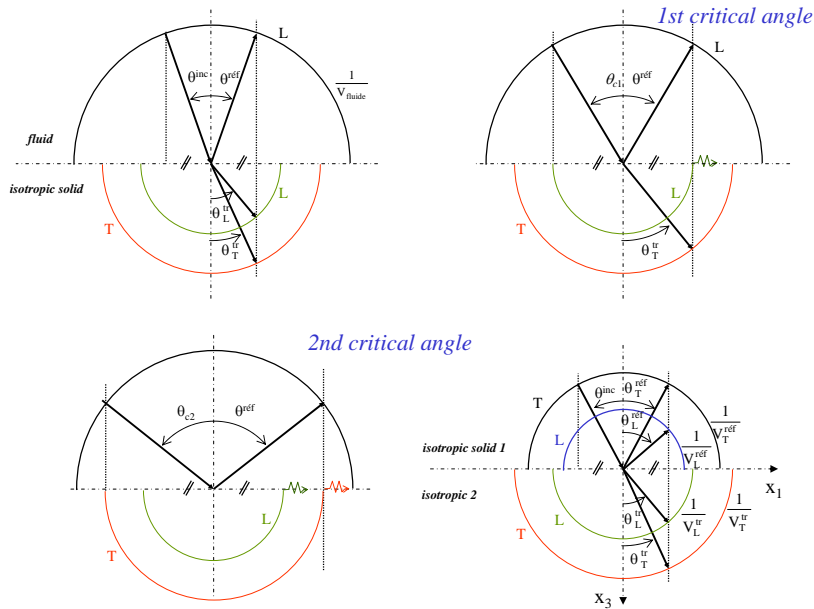 1st critical angle
L
θinc θréf
1/Vfluide
fluid
isotropic solid
θLtr
L
T
θTtr
L
θc1 θréf
L
T
θTtr
2nd critical angle
θc2 θréf
L
T
θinc θTréf
T
θLréf
1/VTréf
L
1/VLréf
isotropic solid 1
isotropic 2
x1
L
θLtr
1/VLtr
1/VTtr
T
θTtr
x3